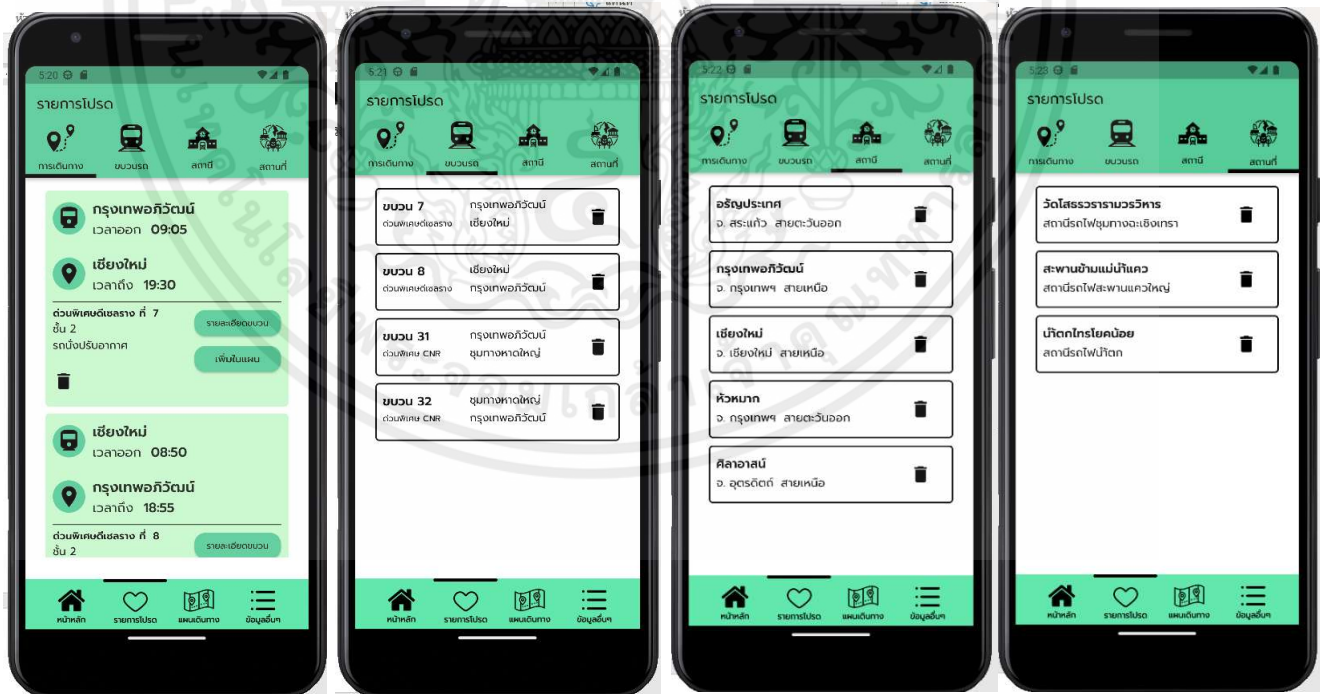 5:20
รายการโปรด
การเดินทาง ขบวนรถ สถานี สถานที่
กรุงเทพอภิวัฒน์
เวลาออก 09:05
เชียงใหม่
เวลาถึง 19:30
ด่วนพิเศษดีเซลราง ที่ 7
ชั้น 2
รถนั่งปรับอากาศ
รายละเอียดขบวน
เพิ่มในแผน
เชียงใหม่
เวลาออก 08:50
กรุงเทพอภิวัฒน์
เวลาถึง 18:55
ด่วนพิเศษดีเซลราง ที่ 8
ชั้น 2
รายละเอียดขบวน
หน้าหลัก รายการโปรด แผนเดินทาง ข้อมูลอื่นๆ
5:21
รายการโปรด
การเดินทาง ขบวนรถ สถานี สถานที่
ขบวน 7 กรุงเทพอภิวัฒน์
ด่วนพิเศษดีเซลราง เชียงใหม่
ขบวน 8 เชียงใหม่
ด่วนพิเศษดีเซลราง กรุงเทพอภิวัฒน์
ขบวน 31 กรุงเทพอภิวัฒน์
ด่วนพิเศษ CNR ชุมทางหาดใหญ่
ขบวน 32 ชุมทางหาดใหญ่
ด่วนพิเศษ CNR กรุงเทพอภิวัฒน์
หน้าหลัก รายการโปรด แผนเดินทาง ข้อมูลอื่นๆ
5:22
รายการโปรด
การเดินทาง ขบวนรถ สถานี สถานที่
อรัญประเทศ
จ. สระแก้ว สายตะวันออก
กรุงเทพอภิวัฒน์
จ. กรุงเทพฯ สายเหนือ
เชียงใหม่
จ. เชียงใหม่ สายเหนือ
หัวหมาก
จ. กรุงเทพฯ สายตะวันออก
ศิลาอาสน์
จ. อุตรดิตถ์ สายเหนือ
หน้าหลัก รายการโปรด แผนเดินทาง ข้อมูลอื่นๆ
5:23
รายการโปรด
การเดินทาง ขบวนรถ สถานี สถานที่
วัดโสธรวรารามวรวิหาร
สถานีรถไฟชุมทางฉะเชิงเทรา
สะพานข้ามแม่น้ำแคว
สถานีรถไฟสะพานแควใหญ่
น้ำตกไทรโยคน้อย
สถานีรถไฟน้ำตก
หน้าหลัก รายการโปรด แผนเดินทาง ข้อมูลอื่นๆ